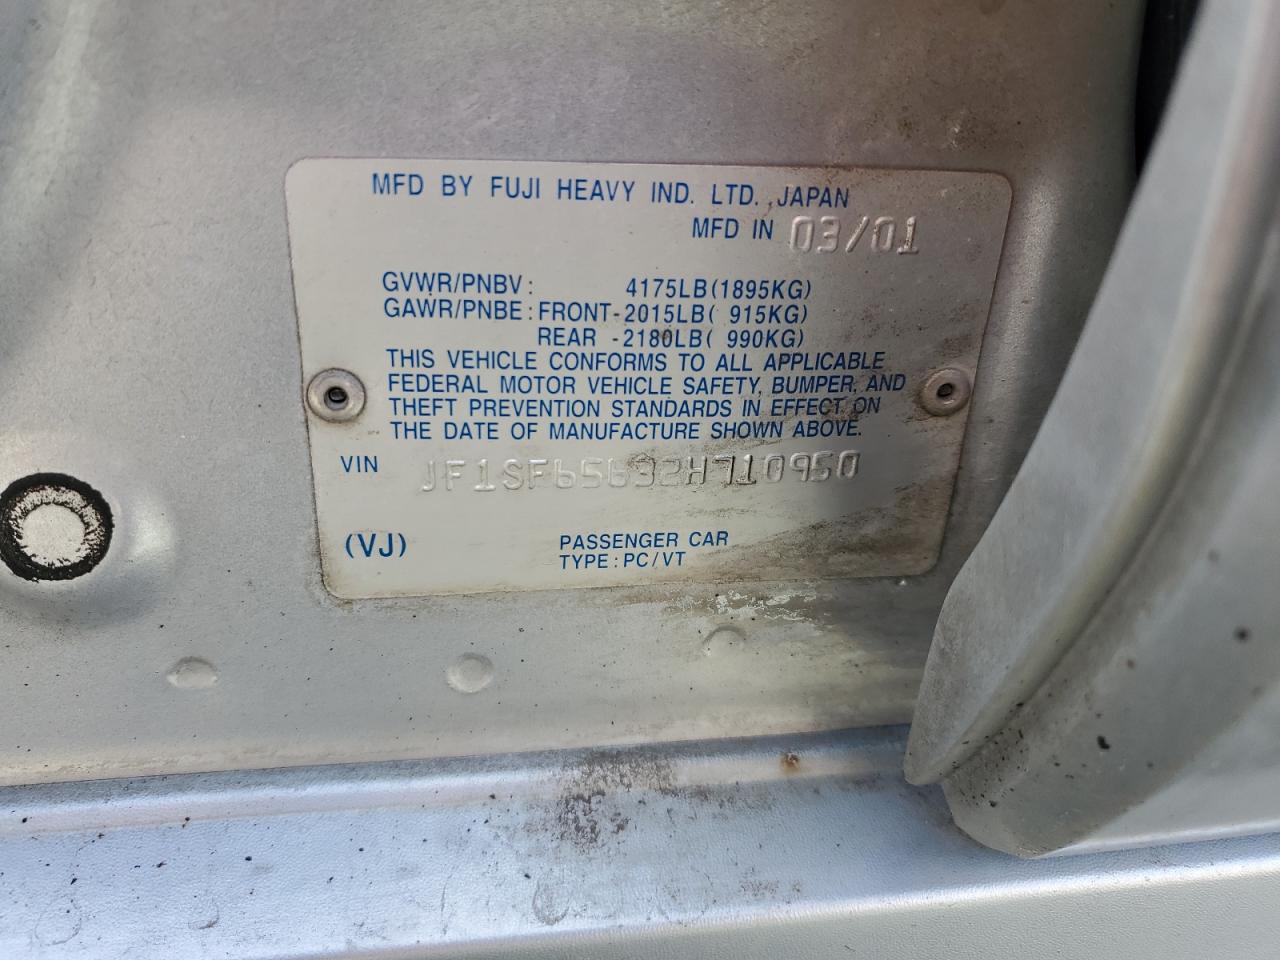 MFD BY FUJI HEAVY IND. LTD. ,JAPAN
MFD IN 03/01
GVWR/PNBV: 4175LB(1895KG)
GAWR/PNBE: FRONT-2015LB( 915KG)
REAR -2180LB( 990KG)
THIS VEHICLE CONFORMS TO ALL APPLICABLE
FEDERAL MOTOR VEHICLE SAFETY, BUMPER, AND
THEFT PREVENTION STANDARDS IN EFFECT ON
THE DATE OF MANUFACTURE SHOWN ABOVE.
VIN JF1SF65632H710950
(VJ) PASSENGER CAR
TYPE: PC/VT